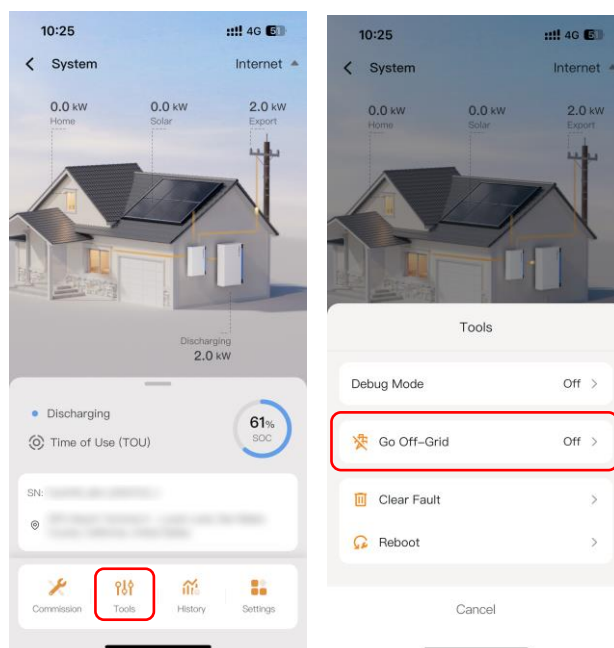 10:25
4G 5
System
Internet
0.0 kW
0.0 kW
2.0 kW
Home
Solar
Export
Discharging
2.0 kW
Discharging
Time of Use (TOU)
61%
SOC
SN:
Commission
Tools
History
Settings
10:25
4G 5
System
Internet
0.0 kW
0.0 kW
2.0 kW
Home
Solar
Export
Tools
Debug Mode
Off
Go Off-Grid
Off
Clear Fault
Reboot
Cancel